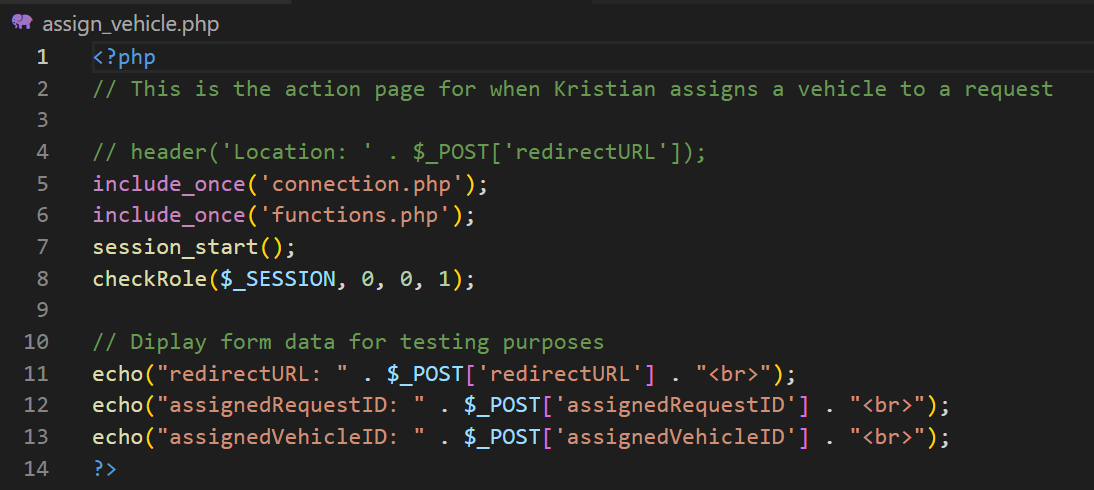 assign_vehicle.php
1 <?php
2 // This is the action page for when Kristian assigns a vehicle to a request
3
4 // header('Location: ' . $_POST['redirectURL']);
5 include_once('connection.php');
6 include_once('functions.php');
7 session_start();
8 checkRole($_SESSION, 0, 0, 1);
9
10 // Diplay form data for testing purposes
11 echo("redirectURL: " . $_POST['redirectURL'] . "<br>");
12 echo("assignedRequestID: " . $_POST['assignedRequestID'] . "<br>");
13 echo("assignedVehicleID: " . $_POST['assignedVehicleID'] . "<br>");
14 ?>